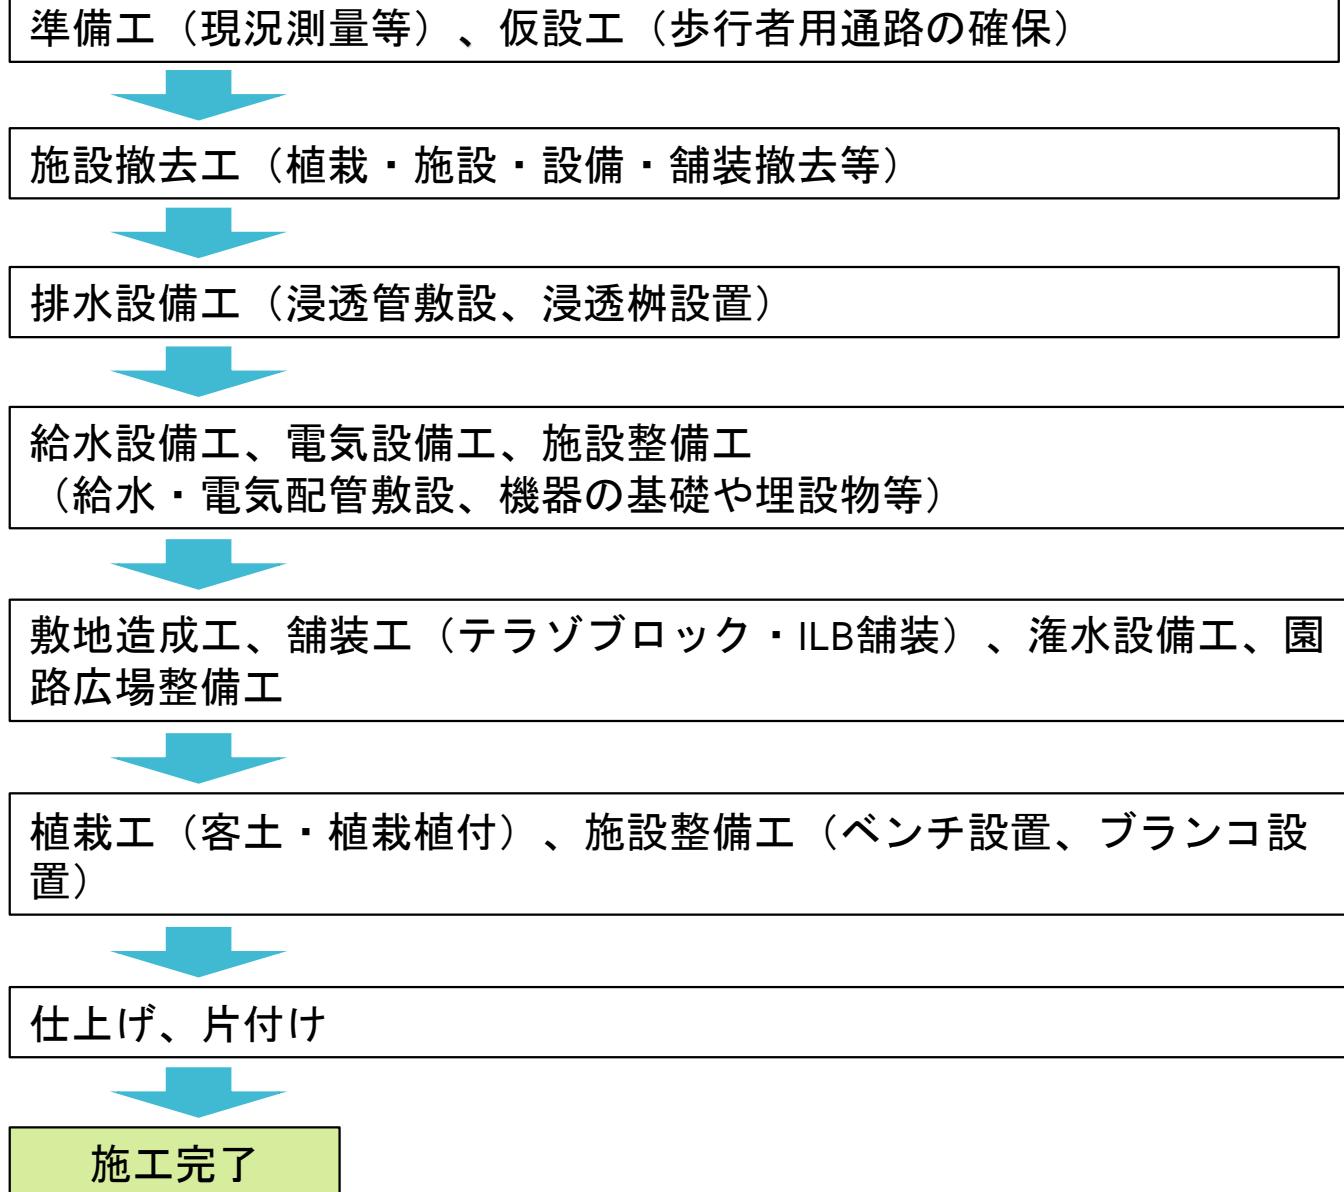 準備工（現況測量等）、仮設工（歩行者用通路の確保）
施設撤去工（植栽・施設・設備・舗装撤去等）
排水設備工（浸透管敷設、浸透桝設置）
給水設備工、電気設備工、施設整備工
（給水・電気配管敷設、機器の基礎や埋設物等）
敷地造成工、舗装工（テラゾブロック・ILB舗装）、潅水設備工、園
路広場整備工
植栽工（客土・植栽植付）、施設整備工（ベンチ設置、ブランコ設
置）
仕上げ、片付け
施工完了